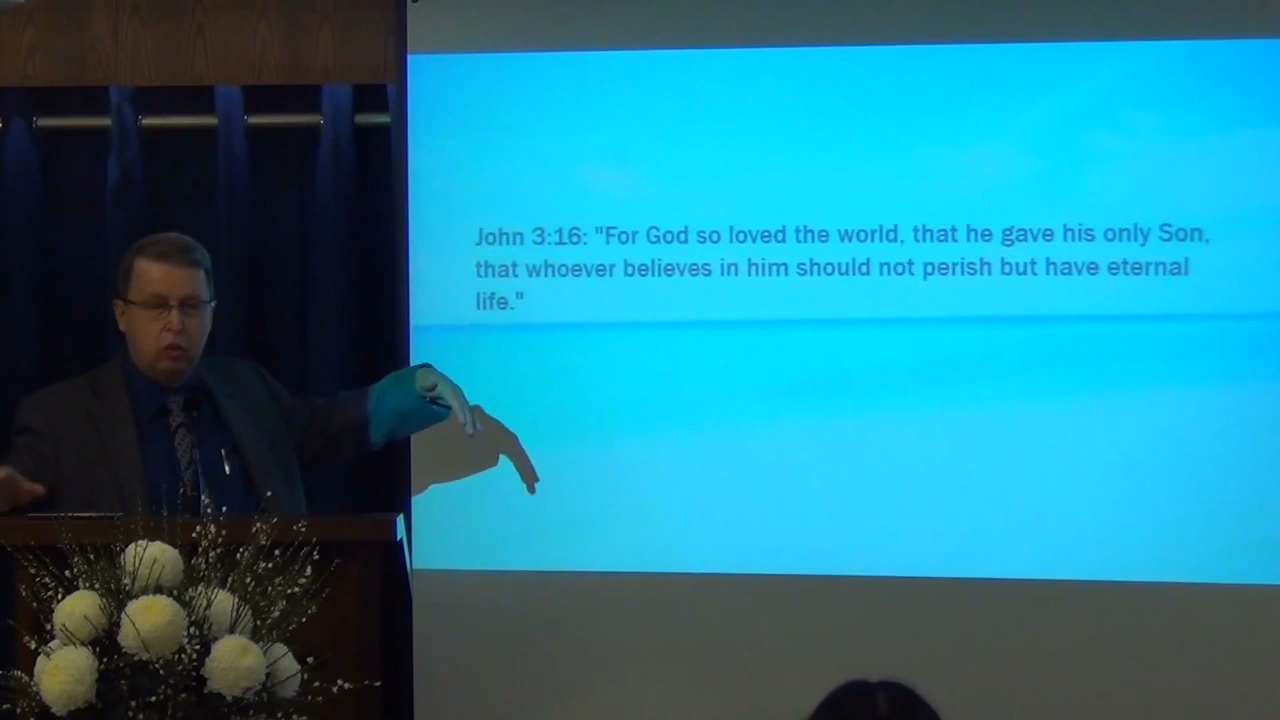 John 3:16: "For God so loved the world, that he gave his only Son,
that whoever believes in him should not perish but have eternal
life."